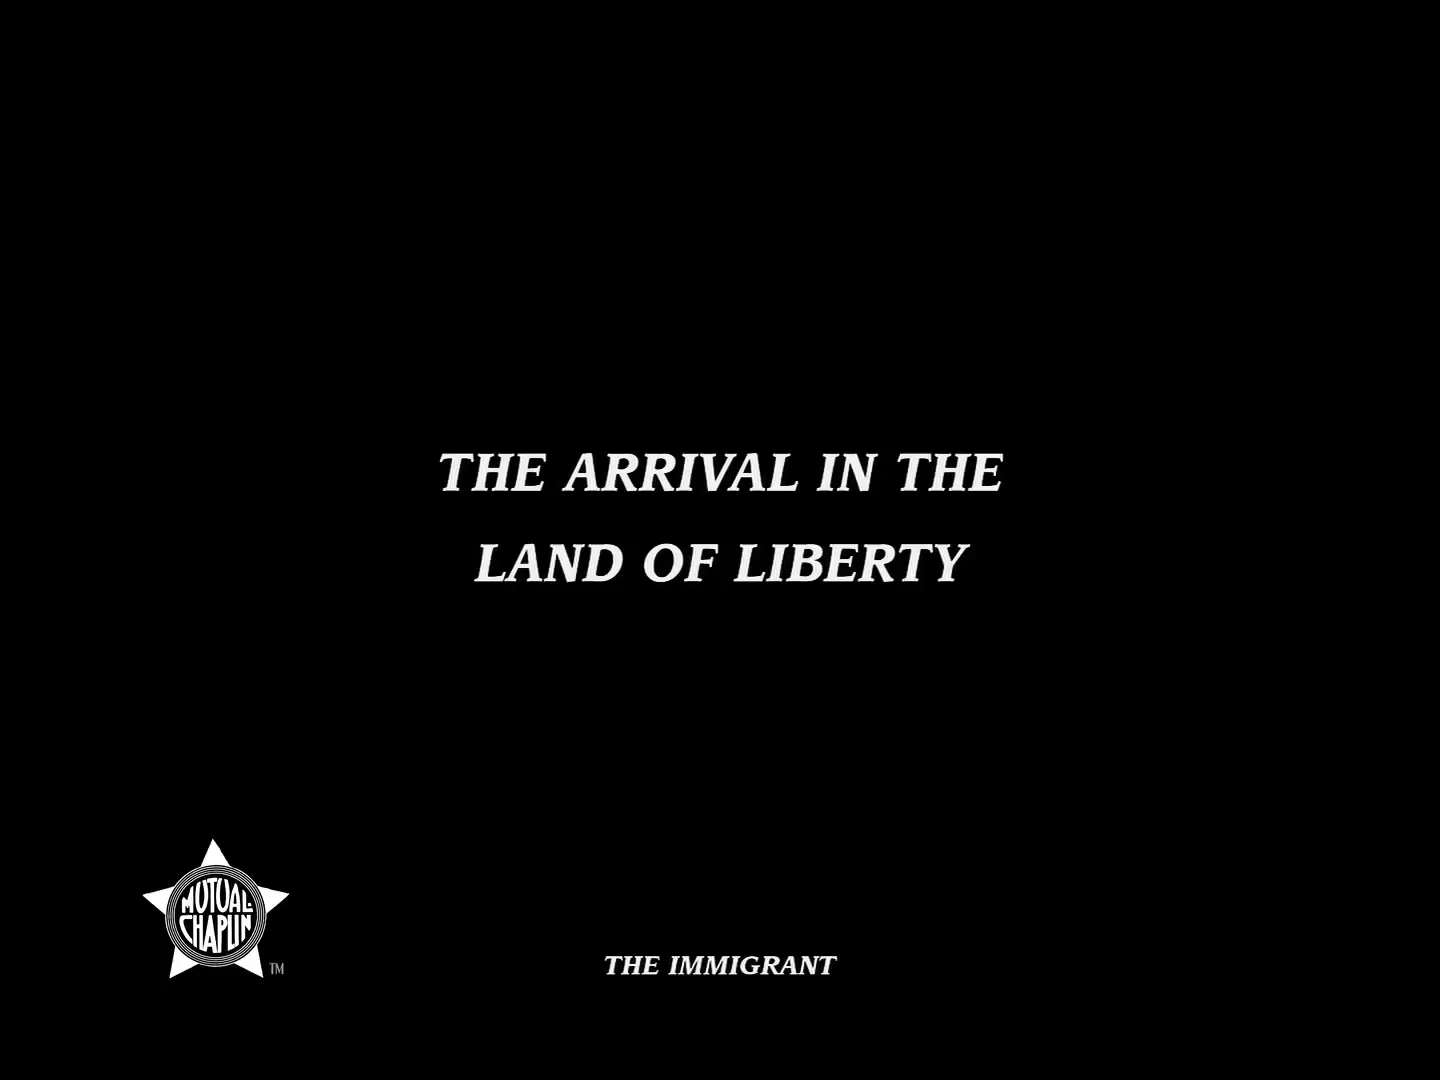 THE ARRIVAL IN THE
LAND OF LIBERTY
MUTUAL-
CHAPLIN
TM
THE IMMIGRANT